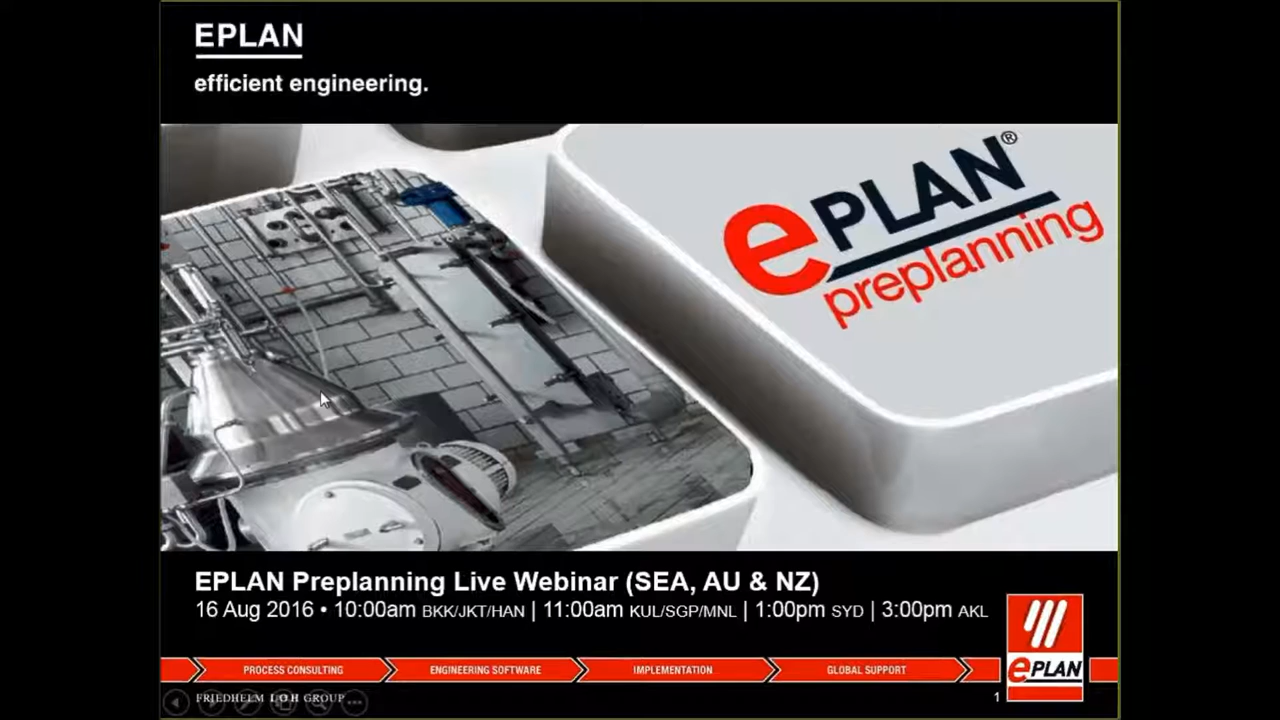 EPLAN
efficient engineering.
ePLAN®
preplanning
EPLAN Preplanning Live Webinar (SEA, AU & NZ)
16 Aug 2016 • 10:00am BKK/JKT/HAN | 11:00am KUL/SGP/MNL | 1:00pm SYD | 3:00pm AKL
PROCESS CONSULTING
ENGINEERING SOFTWARE
IMPLEMENTATION
GLOBAL SUPPORT
ePLAN
FRIEDHELM LOH GROUP
1